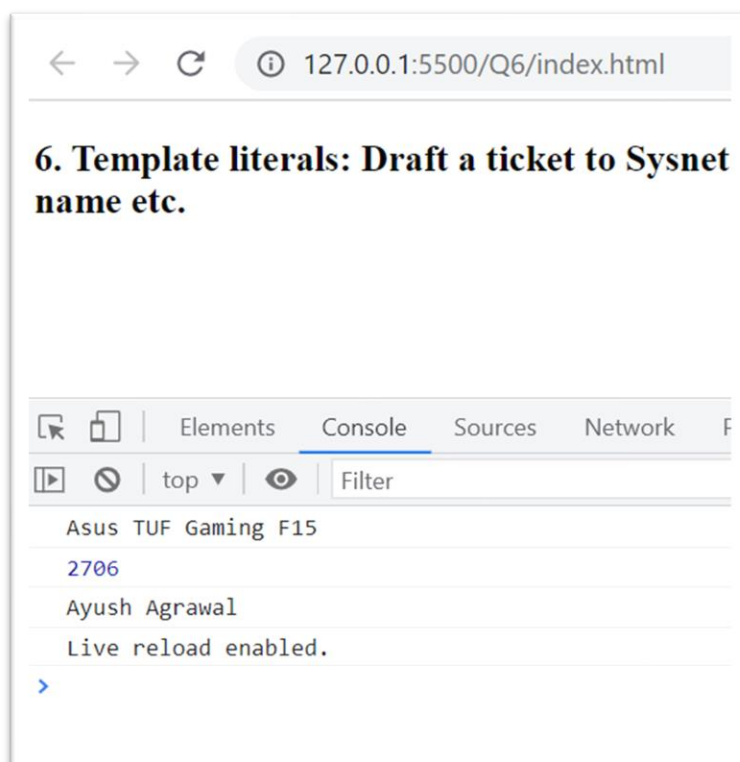 127.0.0.1:5500/Q6/index.html
6. Template literals: Draft a ticket to Sysnet
name etc.
Elements Console Sources Network
top Filter
Asus TUF Gaming F15
2706
Ayush Agrawal
Live reload enabled.
>